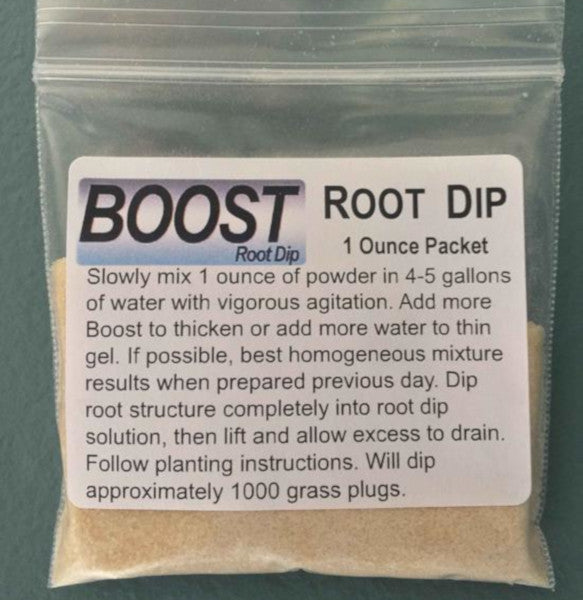 BOOST
Root Dip
ROOT DIP
1 Ounce Packet
Slowly mix 1 ounce of powder in 4-5 gallons
of water with vigorous agitation. Add more
Boost to thicken or add more water to thin
gel. If possible, best homogeneous mixture
results when prepared previous day. Dip
root structure completely into root dip
solution, then lift and allow excess to drain.
Follow planting instructions. Will dip
approximately 1000 grass plugs.